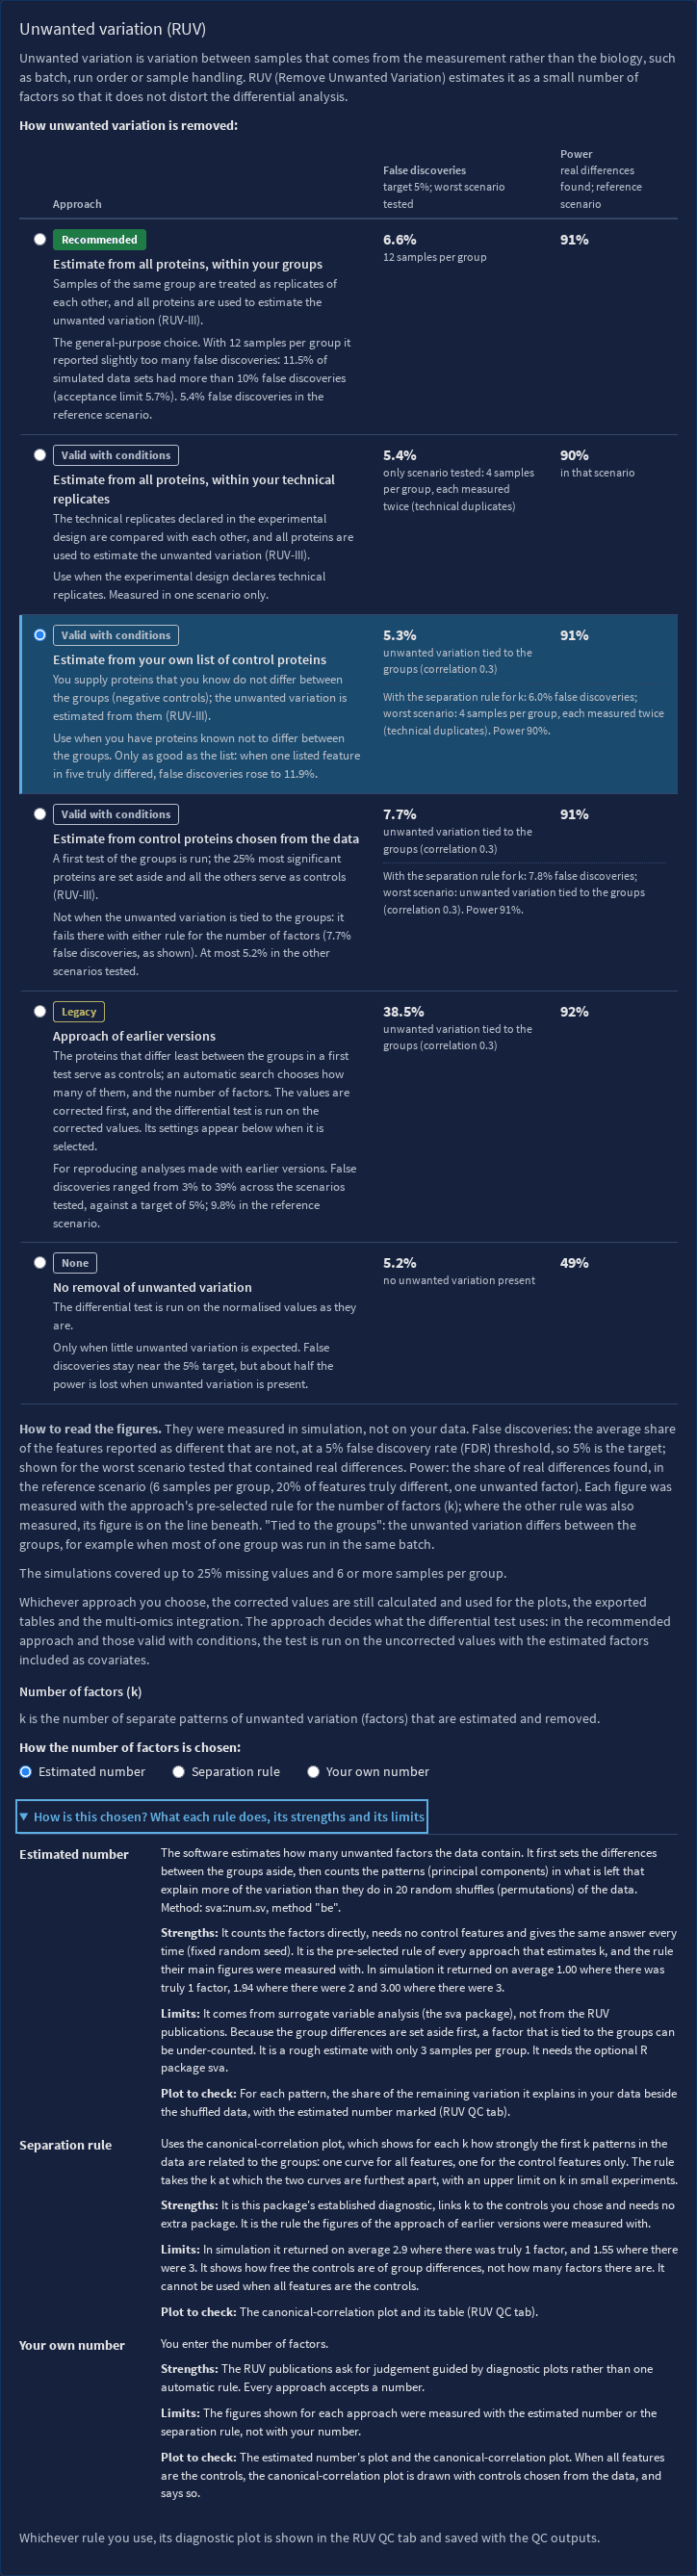 Unwanted variation (RUV)
Unwanted variation is variation between samples that comes from the measurement rather than the biology, such
as batch, run order or sample handling. RUV (Remove Unwanted Variation) estimates it as a small number of
factors so that it does not distort the differential analysis.
How unwanted variation is removed:
Approach
False discoveries
target 5%; worst scenario
tested
Power
real differences
found; reference
scenario
Recommended
Estimate from all proteins, within your groups
Samples of the same group are treated as replicates of
each other, and all proteins are used to estimate the
unwanted variation (RUV-III).
The general-purpose choice. With 12 samples per group it
reported slightly too many false discoveries: 11.5% of
simulated data sets had more than 10% false discoveries
(acceptance limit 5.7%). 5.4% false discoveries in the
reference scenario.
6.6%
12 samples per group
91%
Valid with conditions
Estimate from all proteins, within your technical
replicates
The technical replicates declared in the experimental
design are compared with each other, and all proteins are
used to estimate the unwanted variation (RUV-III).
Use when the experimental design declares technical
replicates. Measured in one scenario only.
5.4%
only scenario tested: 4 samples
per group, each measured
twice (technical duplicates)
90%
in that scenario
Valid with conditions
Estimate from your own list of control proteins
You supply proteins that you know do not differ between
the groups (negative controls); the unwanted variation is
estimated from them (RUV-III).
Use when you have proteins known not to differ between
the groups. Only as good as the list: when one listed feature
in five truly differed, false discoveries rose to 11.9%.
5.3%
unwanted variation tied to the
groups (correlation 0.3)
91%
With the separation rule for k: 6.0% false discoveries;
worst scenario: 4 samples per group, each measured twice
(technical duplicates). Power 90%.
Valid with conditions
Estimate from control proteins chosen from the data
A first test of the groups is run; the 25% most significant
proteins are set aside and all the others serve as controls
(RUV-III).
Not when the unwanted variation is tied to the groups: it
fails there with either rule for the number of factors (7.7%
false discoveries, as shown). At most 5.2% in the other
scenarios tested.
7.7%
unwanted variation tied to the
groups (correlation 0.3)
91%
With the separation rule for k: 7.8% false discoveries;
worst scenario: unwanted variation tied to the groups
(correlation 0.3). Power 91%.
Legacy
Approach of earlier versions
The proteins that differ least between the groups in a first
test serve as controls; an automatic search chooses how
many of them, and the number of factors. The values are
corrected first, and the differential test is run on the
corrected values. Its settings appear below when it is
selected.
For reproducing analyses made with earlier versions. False
discoveries ranged from 3% to 39% across the scenarios
tested, against a target of 5%; 9.8% in the reference
scenario.
38.5%
unwanted variation tied to the
groups (correlation 0.3)
92%
None
No removal of unwanted variation
The differential test is run on the normalised values as they
are.
Only when little unwanted variation is expected. False
discoveries stay near the 5% target, but about half the
power is lost when unwanted variation is present.
5.2%
no unwanted variation present
49%
How to read the figures. They were measured in simulation, not on your data. False discoveries: the average share
of the features reported as different that are not, at a 5% false discovery rate (FDR) threshold, so 5% is the target;
shown for the worst scenario tested that contained real differences. Power: the share of real differences found, in
the reference scenario (6 samples per group, 20% of features truly different, one unwanted factor). Each figure was
measured with the approach's pre-selected rule for the number of factors (k); where the other rule was also
measured, its figure is on the line beneath. "Tied to the groups": the unwanted variation differs between the
groups, for example when most of one group was run in the same batch.
The simulations covered up to 25% missing values and 6 or more samples per group.
Whichever approach you choose, the corrected values are still calculated and used for the plots, the exported
tables and the multi-omics integration. The approach decides what the differential test uses: in the recommended
approach and those valid with conditions, the test is run on the uncorrected values with the estimated factors
included as covariates.
Number of factors (k)
k is the number of separate patterns of unwanted variation (factors) that are estimated and removed.
How the number of factors is chosen:
Estimated number
Separation rule
Your own number
▼ How is this chosen? What each rule does, its strengths and its limits
Estimated number
The software estimates how many unwanted factors the data contain. It first sets the differences
between the groups aside, then counts the patterns (principal components) in what is left that
explain more of the variation than they do in 20 random shuffles (permutations) of the data.
Method: sva::num.sv, method "be".
Strengths: It counts the factors directly, needs no control features and gives the same answer every
time (fixed random seed). It is the pre-selected rule of every approach that estimates k, and the rule
their main figures were measured with. In simulation it returned on average 1.00 where there was
truly 1 factor, 1.94 where there were 2 and 3.00 where there were 3.
Limits: It comes from surrogate variable analysis (the sva package), not from the RUV
publications. Because the group differences are set aside first, a factor that is tied to the groups can
be under-counted. It is a rough estimate with only 3 samples per group. It needs the optional R
package sva.
Plot to check: For each pattern, the share of the remaining variation it explains in your data beside
the shuffled data, with the estimated number marked (RUV QC tab).
Separation rule
Uses the canonical-correlation plot, which shows for each k how strongly the first k patterns in the
data are related to the groups: one curve for all features, one for the control features only. The rule
takes the k at which the two curves are furthest apart, with an upper limit on k in small experiments.
Strengths: It is this package's established diagnostic, links k to the controls you chose and needs no
extra package. It is the rule the figures of the approach of earlier versions were measured with.
Limits: In simulation it returned on average 2.9 where there was truly 1 factor, and 1.55 where there
were 3. It shows how free the controls are of group differences, not how many factors there are. It
cannot be used when all features are the controls.
Plot to check: The canonical-correlation plot and its table (RUV QC tab).
Your own number
You enter the number of factors.
Strengths: The RUV publications ask for judgement guided by diagnostic plots rather than one
automatic rule. Every approach accepts a number.
Limits: The figures shown for each approach were measured with the estimated number or the
separation rule, not with your number.
Plot to check: The estimated number's plot and the canonical-correlation plot. When all features
are the controls, the canonical-correlation plot is drawn with controls chosen from the data, and
says so.
Whichever rule you use, its diagnostic plot is shown in the RUV QC tab and saved with the QC outputs.